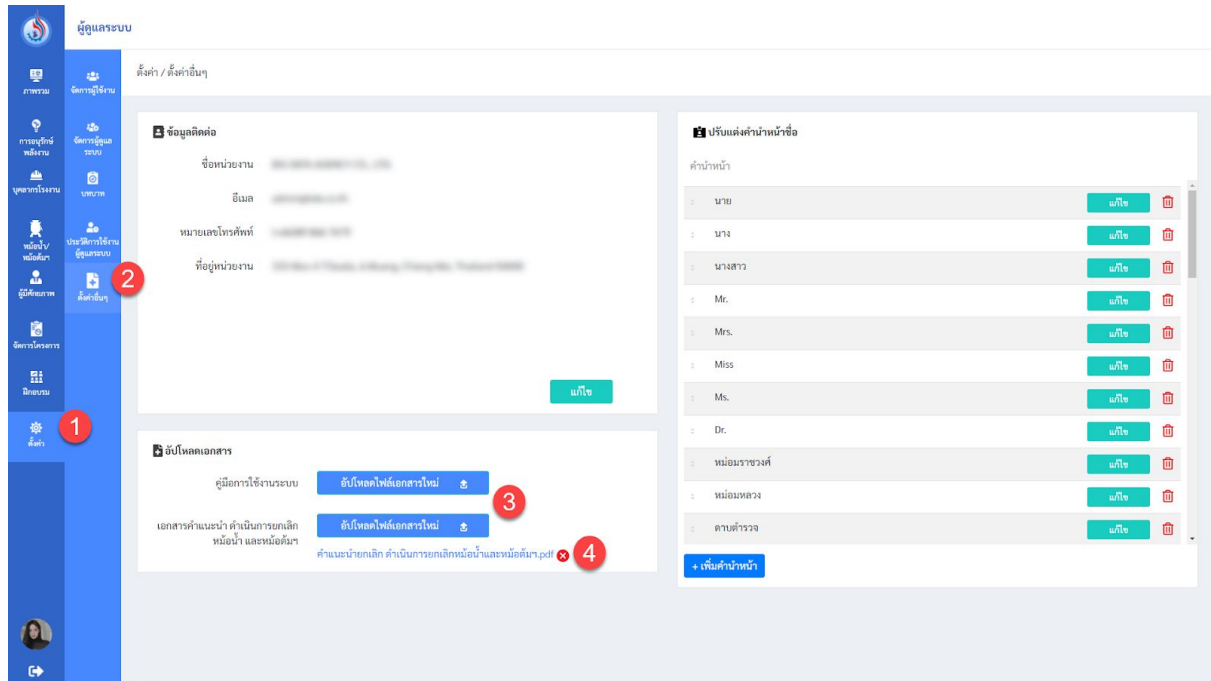 ผู้ดูแลระบบ
ภาพรวม
การอนุรักษ์
พลังงาน
บุคลากรโรงงาน
หม้อน้ำ/
หม้อต้มฯ
ผู้มีศักยภาพ
จัดการโครงการ
ฝึกอบรม
ตั้งค่า
1
จัดการผู้ใช้งาน
จัดการผู้ดูแล
ระบบ
บทบาท
ประวัติการใช้งาน
ผู้ดูแลระบบ
ตั้งค่าอื่นๆ
2
ตั้งค่า / ตั้งค่าอื่นๆ
ข้อมูลติดต่อ
ชื่อหน่วยงาน
อีเมล
หมายเลขโทรศัพท์
ที่อยู่หน่วยงาน
แก้ไข
อัปโหลดเอกสาร
คู่มือการใช้งานระบบ
อัปโหลดไฟล์เอกสารใหม่
3
เอกสารคำแนะนำ ดำเนินการยกเลิก
หม้อน้ำ และหม้อต้มฯ
อัปโหลดไฟล์เอกสารใหม่
คำแนะนำยกเลิก ดำเนินการยกเลิกหม้อน้ำและหม้อต้มฯ.pdf
4
ปรับแต่งคำนำหน้าชื่อ
คำนำหน้า
นาย แก้ไข
นาง แก้ไข
นางสาว แก้ไข
Mr. แก้ไข
Mrs. แก้ไข
Miss แก้ไข
Ms. แก้ไข
Dr. แก้ไข
หม่อมราชวงศ์ แก้ไข
หม่อมหลวง แก้ไข
ดาบตำรวจ แก้ไข
+ เพิ่มคำนำหน้า